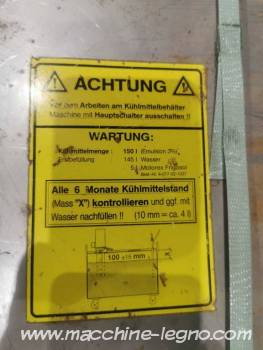 ACHTUNG
Vor dem Arbeiten am Kühlmittelbehälter
Maschine mit Hauptschalter ausschalten !!
WARTUNG:
Kühlmittelmenge : 150 l (Emulsion 3%)
Erstbefüllung 145 l Wasser
5 l Motorex
Alle 6 Monate Kühlmittelstand
(Mass "X") kontrollieren und ggf. mit
Wasser nachfüllen !! (10 mm = ca. 4 l)
100 ±15 mm
www.macchine-legno.com